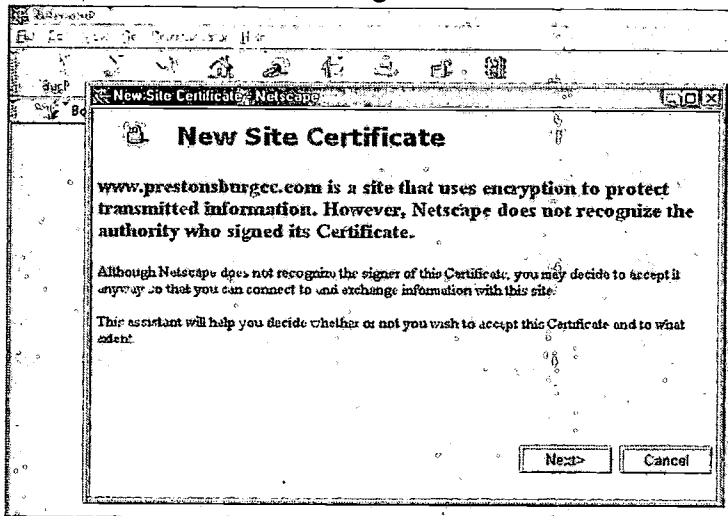 New Site Certificate - Netscape
New Site Certificate
www.prestonsburgcc.com is a site that uses encryption to protect
transmitted information. However, Netscape does not recognize the
authority who signed its Certificate.
Although Netscape does not recognize the signer of this Certificate, you may decide to accept it
anyway so that you can connect to and exchange information with this site.
This assistant will help you decide whether or not you wish to accept this Certificate and to what
extent.
Next>
Cancel